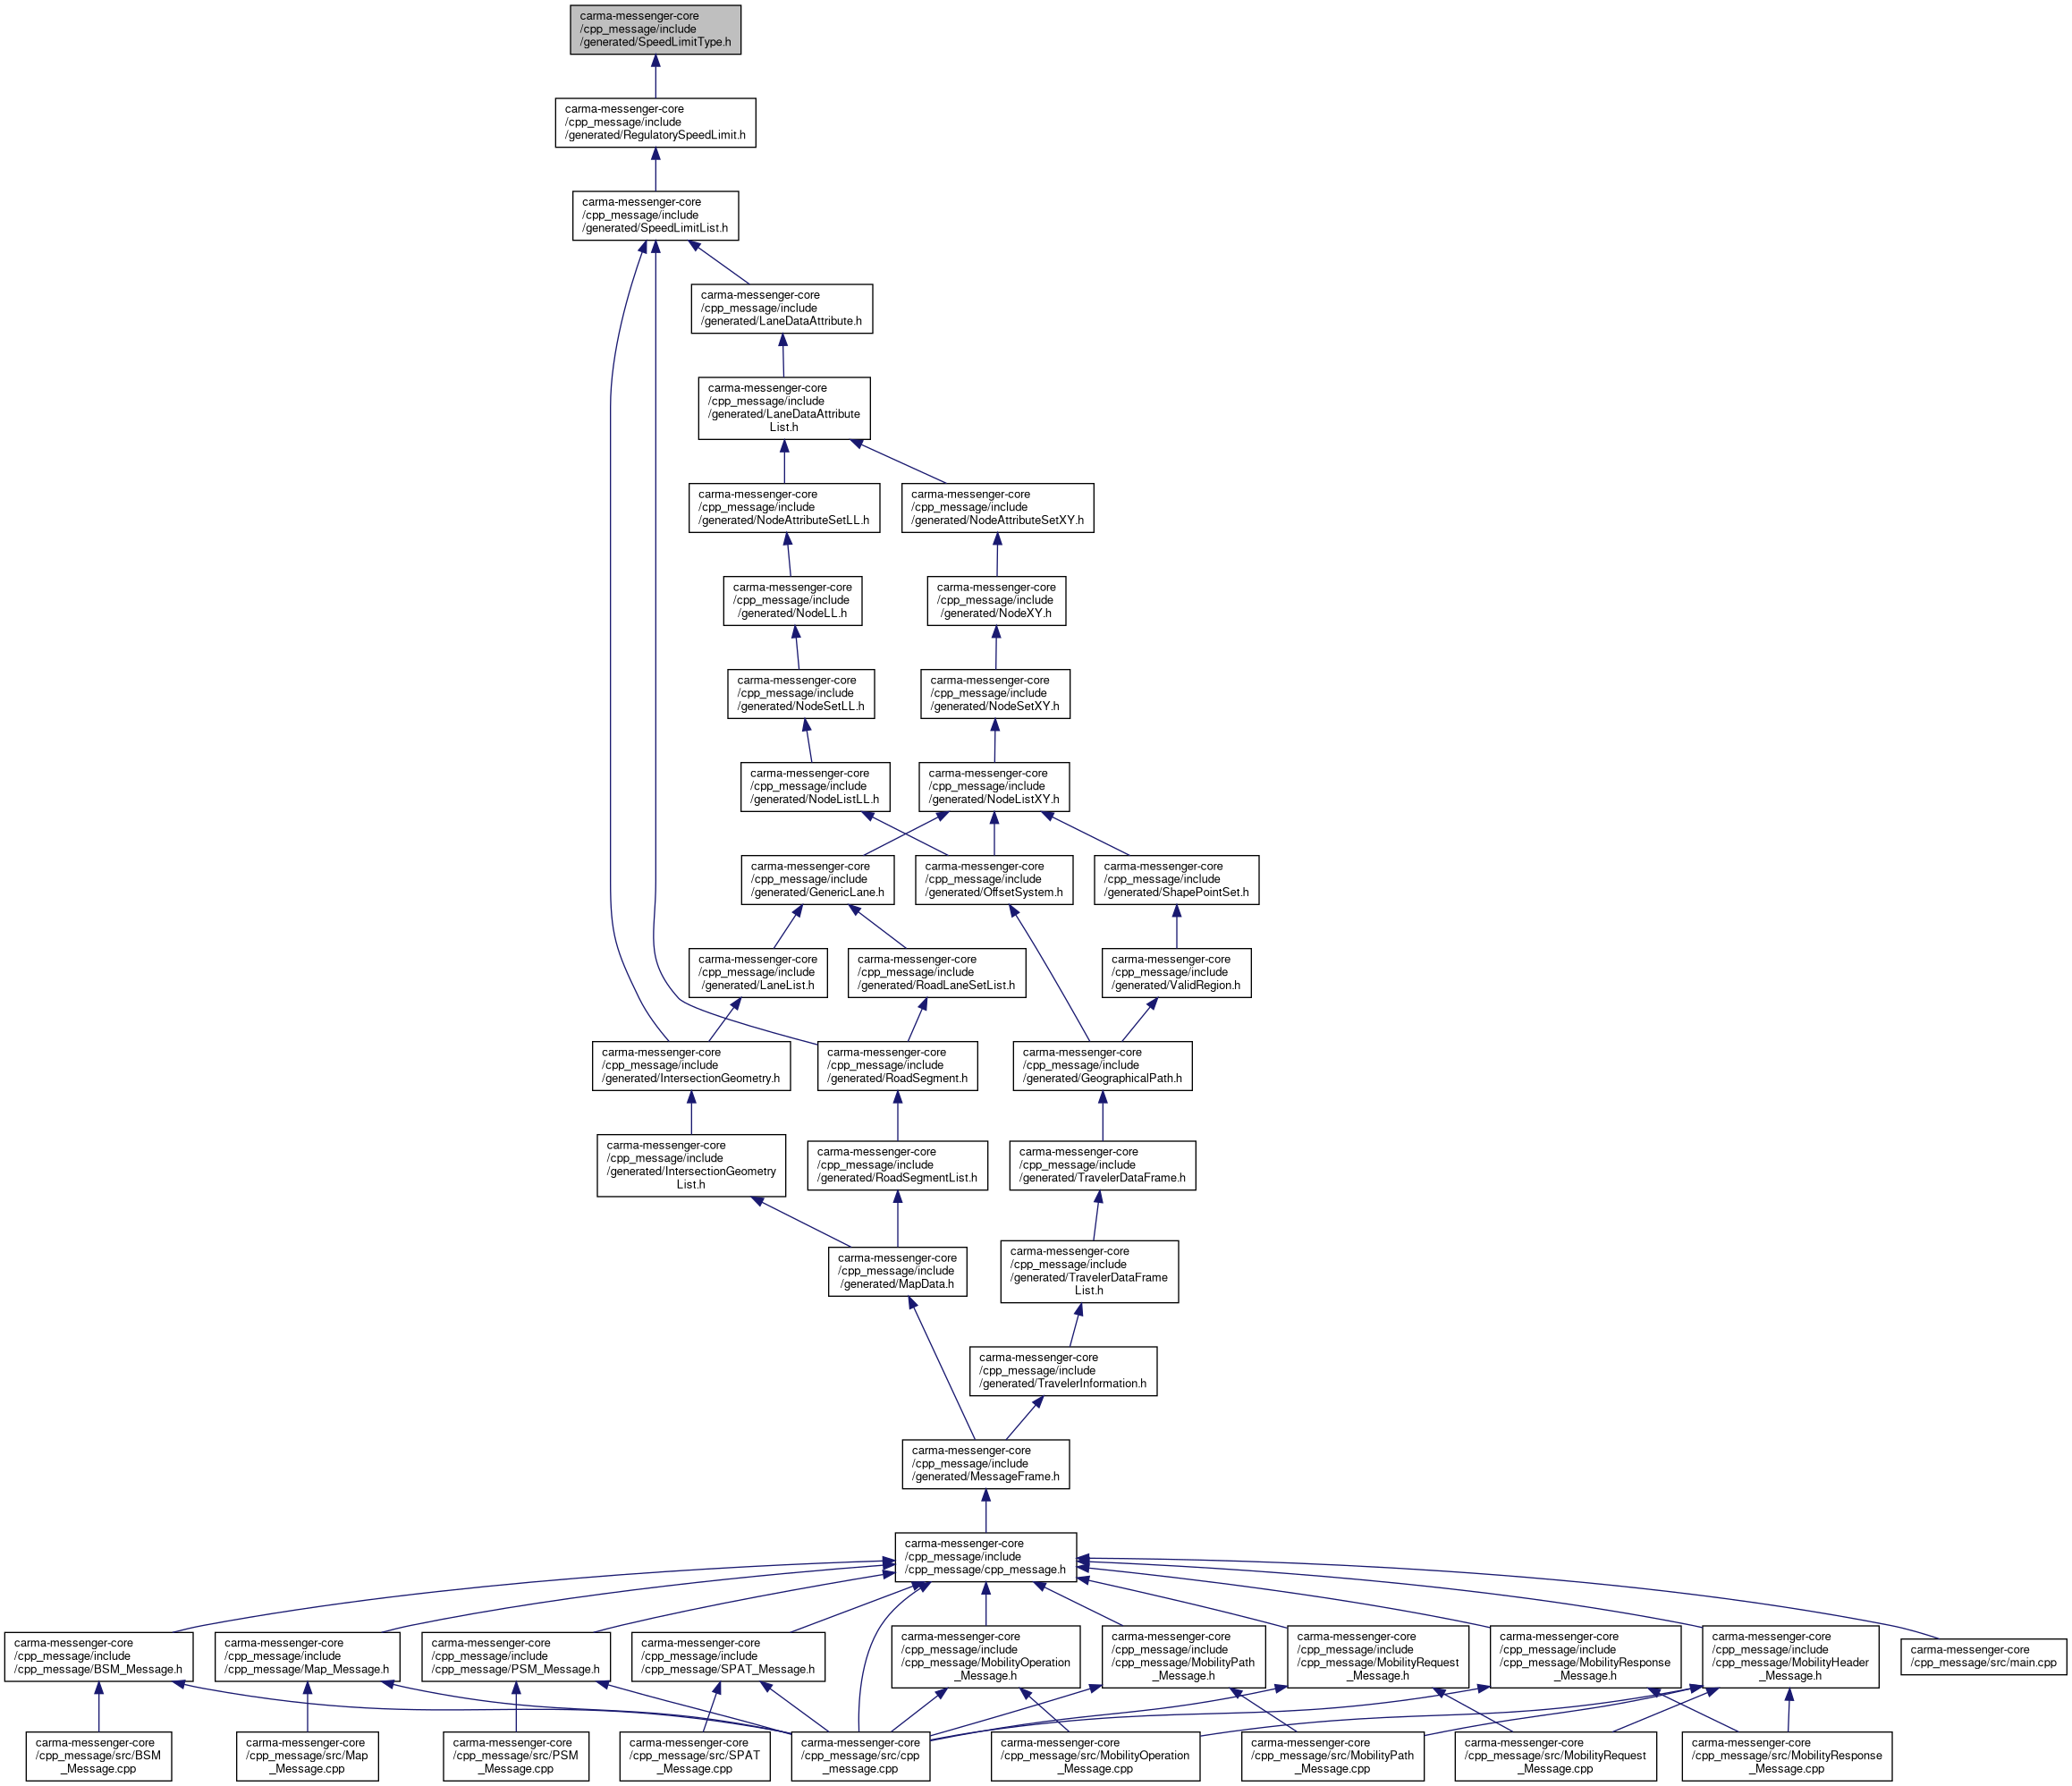 carma-messenger-core
/cpp_message/include
/generated/SpeedLimitType.h
carma-messenger-core
/cpp_message/include
/generated/RegulatorySpeedLimit.h
carma-messenger-core
/cpp_message/include
/generated/SpeedLimitList.h
carma-messenger-core
/cpp_message/include
/generated/LaneDataAttribute.h
carma-messenger-core
/cpp_message/include
/generated/LaneDataAttribute
List.h
carma-messenger-core
/cpp_message/include
/generated/NodeAttributeSetLL.h
carma-messenger-core
/cpp_message/include
/generated/NodeAttributeSetXY.h
carma-messenger-core
/cpp_message/include
/generated/NodeLL.h
carma-messenger-core
/cpp_message/include
/generated/NodeXY.h
carma-messenger-core
/cpp_message/include
/generated/NodeSetLL.h
carma-messenger-core
/cpp_message/include
/generated/NodeSetXY.h
carma-messenger-core
/cpp_message/include
/generated/NodeListLL.h
carma-messenger-core
/cpp_message/include
/generated/NodeListXY.h
carma-messenger-core
/cpp_message/include
/generated/GenericLane.h
carma-messenger-core
/cpp_message/include
/generated/OffsetSystem.h
carma-messenger-core
/cpp_message/include
/generated/ShapePointSet.h
carma-messenger-core
/cpp_message/include
/generated/LaneList.h
carma-messenger-core
/cpp_message/include
/generated/RoadLaneSetList.h
carma-messenger-core
/cpp_message/include
/generated/ValidRegion.h
carma-messenger-core
/cpp_message/include
/generated/IntersectionGeometry.h
carma-messenger-core
/cpp_message/include
/generated/RoadSegment.h
carma-messenger-core
/cpp_message/include
/generated/GeographicalPath.h
carma-messenger-core
/cpp_message/include
/generated/IntersectionGeometry
List.h
carma-messenger-core
/cpp_message/include
/generated/RoadSegmentList.h
carma-messenger-core
/cpp_message/include
/generated/TravelerDataFrame.h
carma-messenger-core
/cpp_message/include
/generated/MapData.h
carma-messenger-core
/cpp_message/include
/generated/TravelerDataFrame
List.h
carma-messenger-core
/cpp_message/include
/generated/TravelerInformation.h
carma-messenger-core
/cpp_message/include
/generated/MessageFrame.h
carma-messenger-core
/cpp_message/include
/cpp_message/cpp_message.h
carma-messenger-core
/cpp_message/include
/cpp_message/BSM_Message.h
carma-messenger-core
/cpp_message/include
/cpp_message/Map_Message.h
carma-messenger-core
/cpp_message/include
/cpp_message/PSM_Message.h
carma-messenger-core
/cpp_message/include
/cpp_message/SPAT_Message.h
carma-messenger-core
/cpp_message/include
/cpp_message/MobilityOperation
_Message.h
carma-messenger-core
/cpp_message/include
/cpp_message/MobilityPath
_Message.h
carma-messenger-core
/cpp_message/include
/cpp_message/MobilityRequest
_Message.h
carma-messenger-core
/cpp_message/include
/cpp_message/MobilityResponse
_Message.h
carma-messenger-core
/cpp_message/include
/cpp_message/MobilityHeader
_Message.h
carma-messenger-core
/cpp_message/src/main.cpp
carma-messenger-core
/cpp_message/src/BSM
_Message.cpp
carma-messenger-core
/cpp_message/src/Map
_Message.cpp
carma-messenger-core
/cpp_message/src/PSM
_Message.cpp
carma-messenger-core
/cpp_message/src/SPAT
_Message.cpp
carma-messenger-core
/cpp_message/src/cpp
_message.cpp
carma-messenger-core
/cpp_message/src/MobilityOperation
_Message.cpp
carma-messenger-core
/cpp_message/src/MobilityPath
_Message.cpp
carma-messenger-core
/cpp_message/src/MobilityRequest
_Message.cpp
carma-messenger-core
/cpp_message/src/MobilityResponse
_Message.cpp